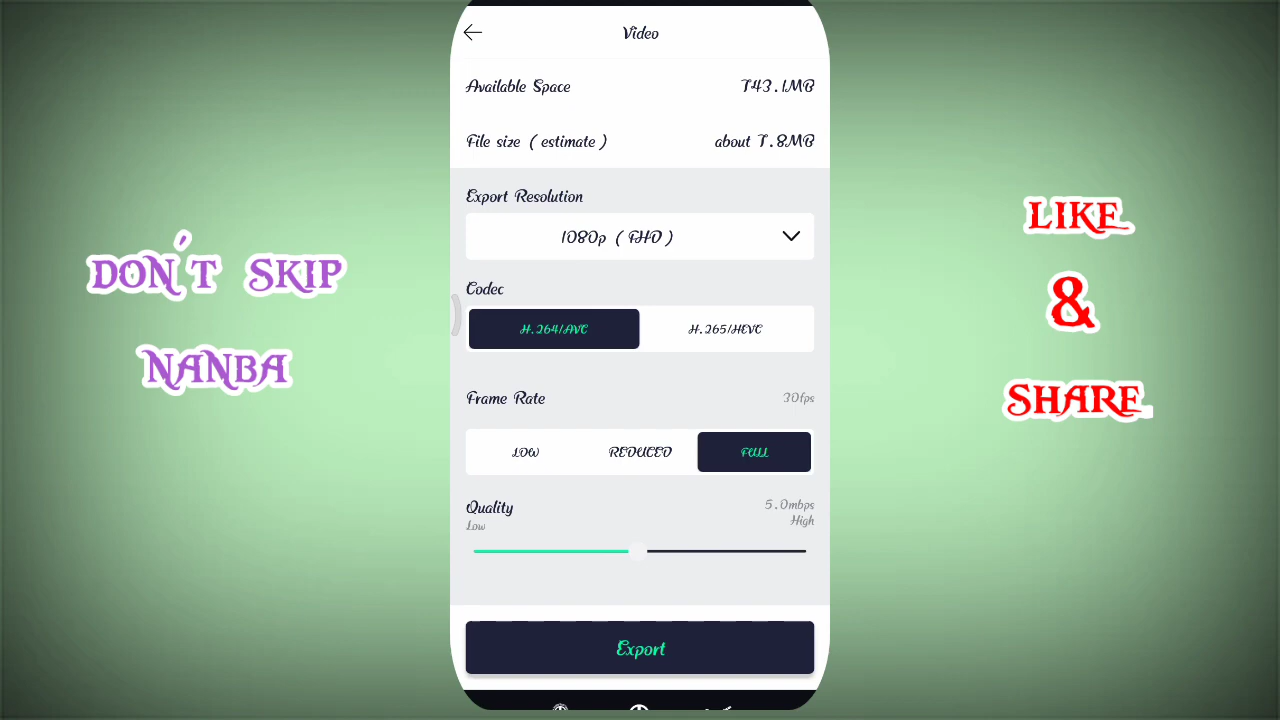 Video
Available Space 743.1MB
File size (estimate) about 7.8MB
Export Resolution
1080p (FHD)
Codec
H.264/AVC H.265/HEVC
Frame Rate 30fps
LOW REDUCED FULL
Quality 5.0mbps
Low High
Export
DON'T SKIP
NANBA
LIKE
&
SHARE